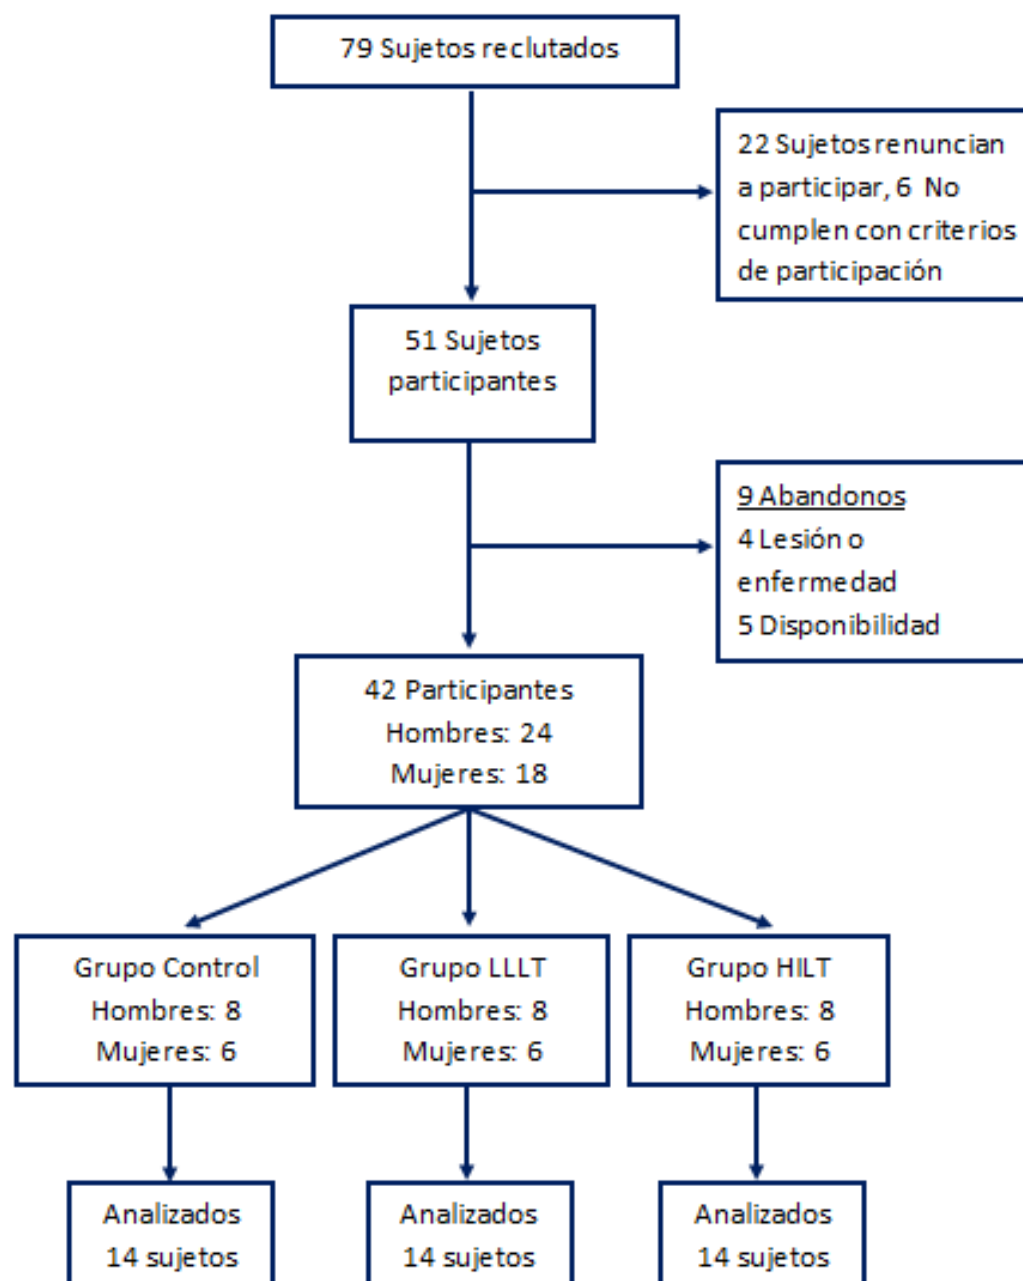 79 Sujetos reclutados
22 Sujetos renuncian
a participar, 6 No
cumplen con criterios
de participación
51 Sujetos
participantes
9 Abandonos
4 Lesión o
enfermedad
5 Disponibilidad
42 Participantes
Hombres: 24
Mujeres: 18
Grupo Control
Hombres: 8
Mujeres: 6
Grupo LLLT
Hombres: 8
Mujeres: 6
Grupo HILT
Hombres: 8
Mujeres: 6
Analizados
14 sujetos
Analizados
14 sujetos
Analizados
14 sujetos